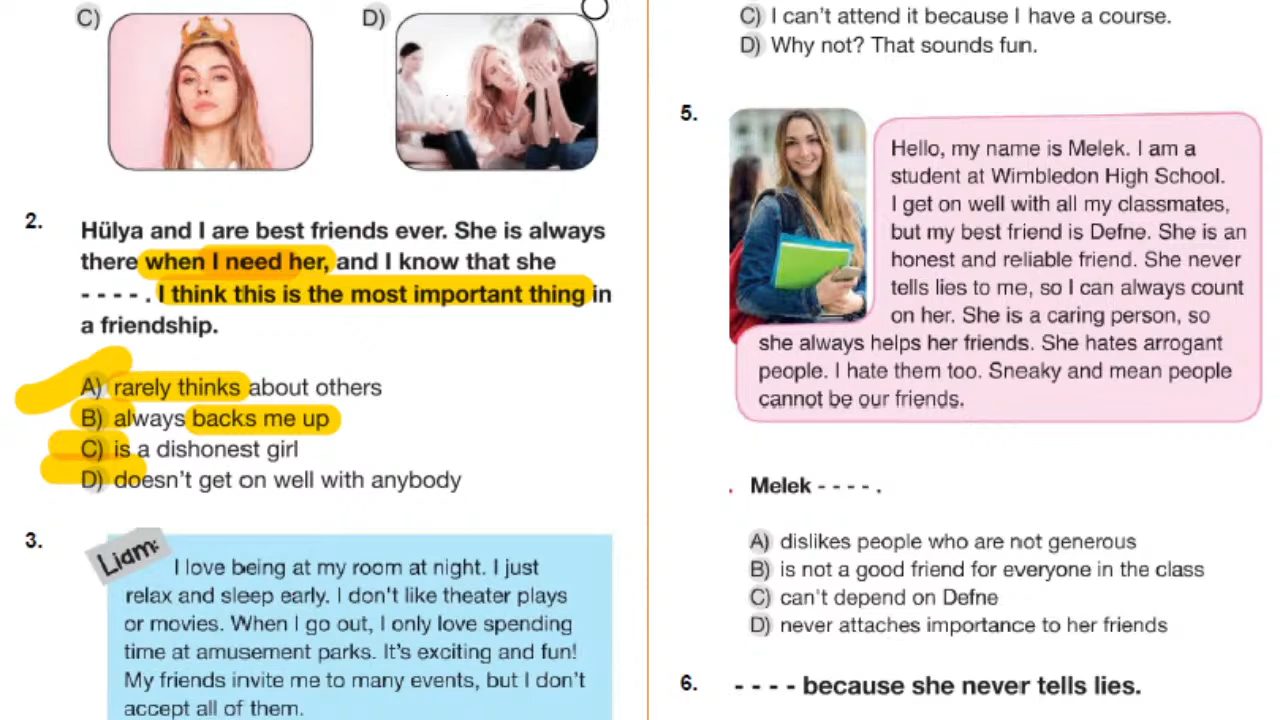 C)
D)
2.
Hülya and I are best friends ever. She is always
there when I need her, and I know that she
- - - - . I think this is the most important thing in
a friendship.
A) rarely thinks about others
B) always backs me up
C) is a dishonest girl
D) doesn't get on well with anybody
3.
Liam:
I love being at my room at night. I just
relax and sleep early. I don't like theater plays
or movies. When I go out, I only love spending
time at amusement parks. It's exciting and fun!
My friends invite me to many events, but I don't
accept all of them.
C) I can't attend it because I have a course.
D) Why not? That sounds fun.
5.
Hello, my name is Melek. I am a
student at Wimbledon High School.
I get on well with all my classmates,
but my best friend is Defne. She is an
honest and reliable friend. She never
tells lies to me, so I can always count
on her. She is a caring person, so
she always helps her friends. She hates arrogant
people. I hate them too. Sneaky and mean people
cannot be our friends.
. Melek - - - - .
A) dislikes people who are not generous
B) is not a good friend for everyone in the class
C) can't depend on Defne
D) never attaches importance to her friends
6.
- - - - because she never tells lies.